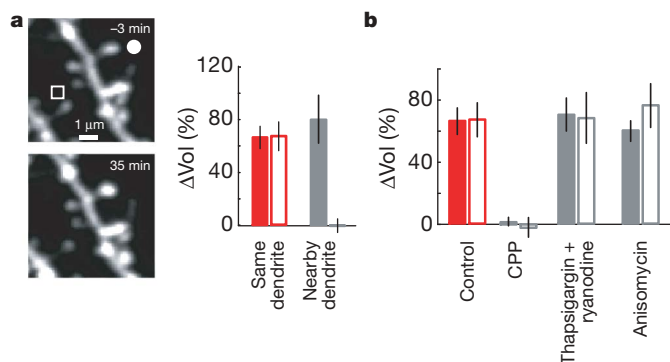 a
–3 min
1 μm
35 min
ΔVol (%)
120
80
40
0
Same
dendrite
Nearby
dendrite
b
ΔVol (%)
80
40
0
Control
CPP
Thapsigargin +
ryanodine
Anisomycin